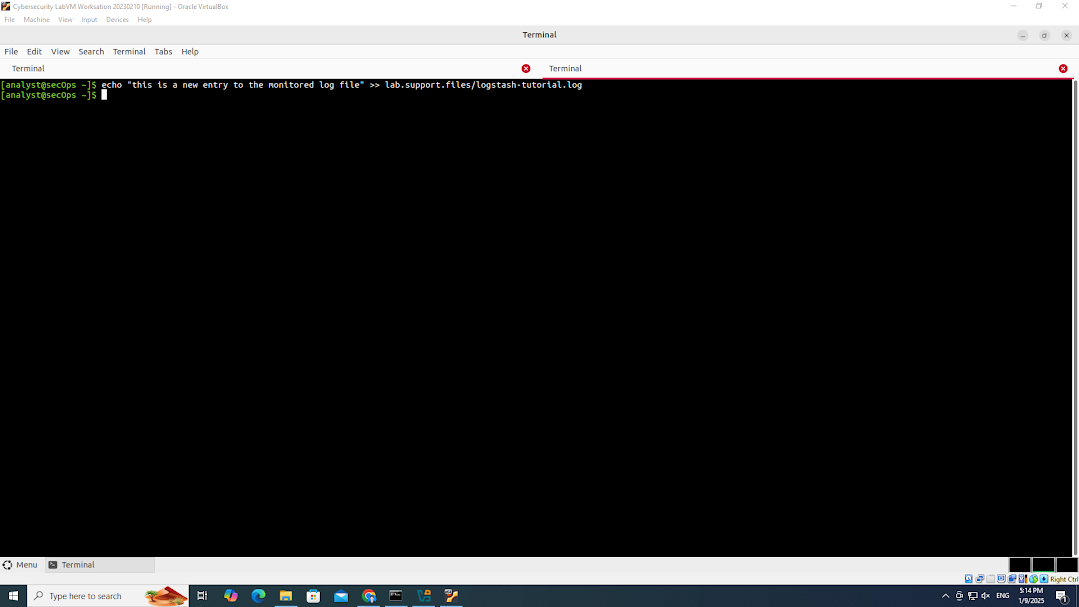 Cybersecurity LabVM Worksation 20230210 [Running] - Oracle VirtualBox
File Machine View Input Devices Help
Terminal
File Edit View Search Terminal Tabs Help
Terminal Terminal
[analyst@secOps ~]$ echo "this is a new entry to the monitored log file" >> lab.support.files/logstash-tutorial.log
[analyst@secOps ~]$
Menu Terminal
Right Ctrl
Type here to search
ENG
5:14 PM
1/9/2025
1